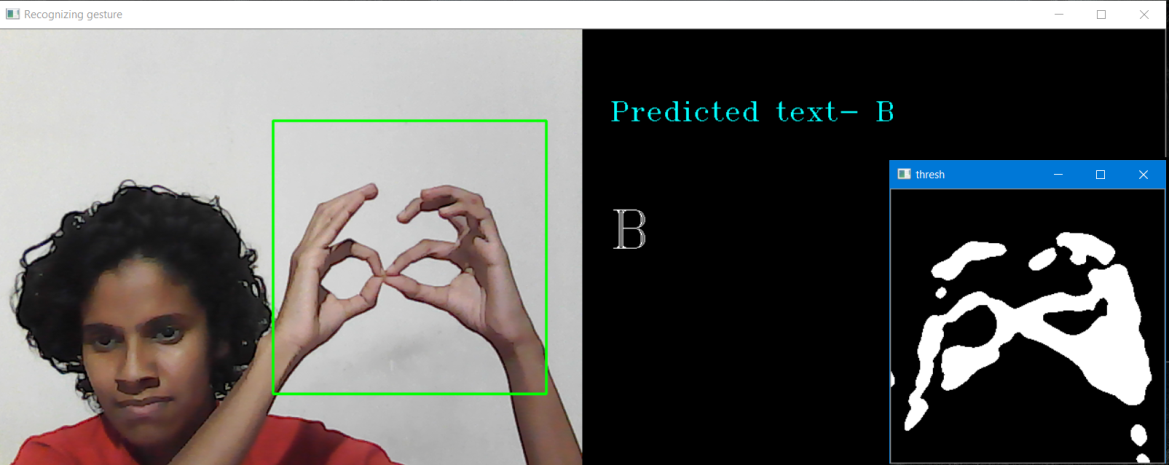 Recognizing gesture
Predicted text- B
thresh
B